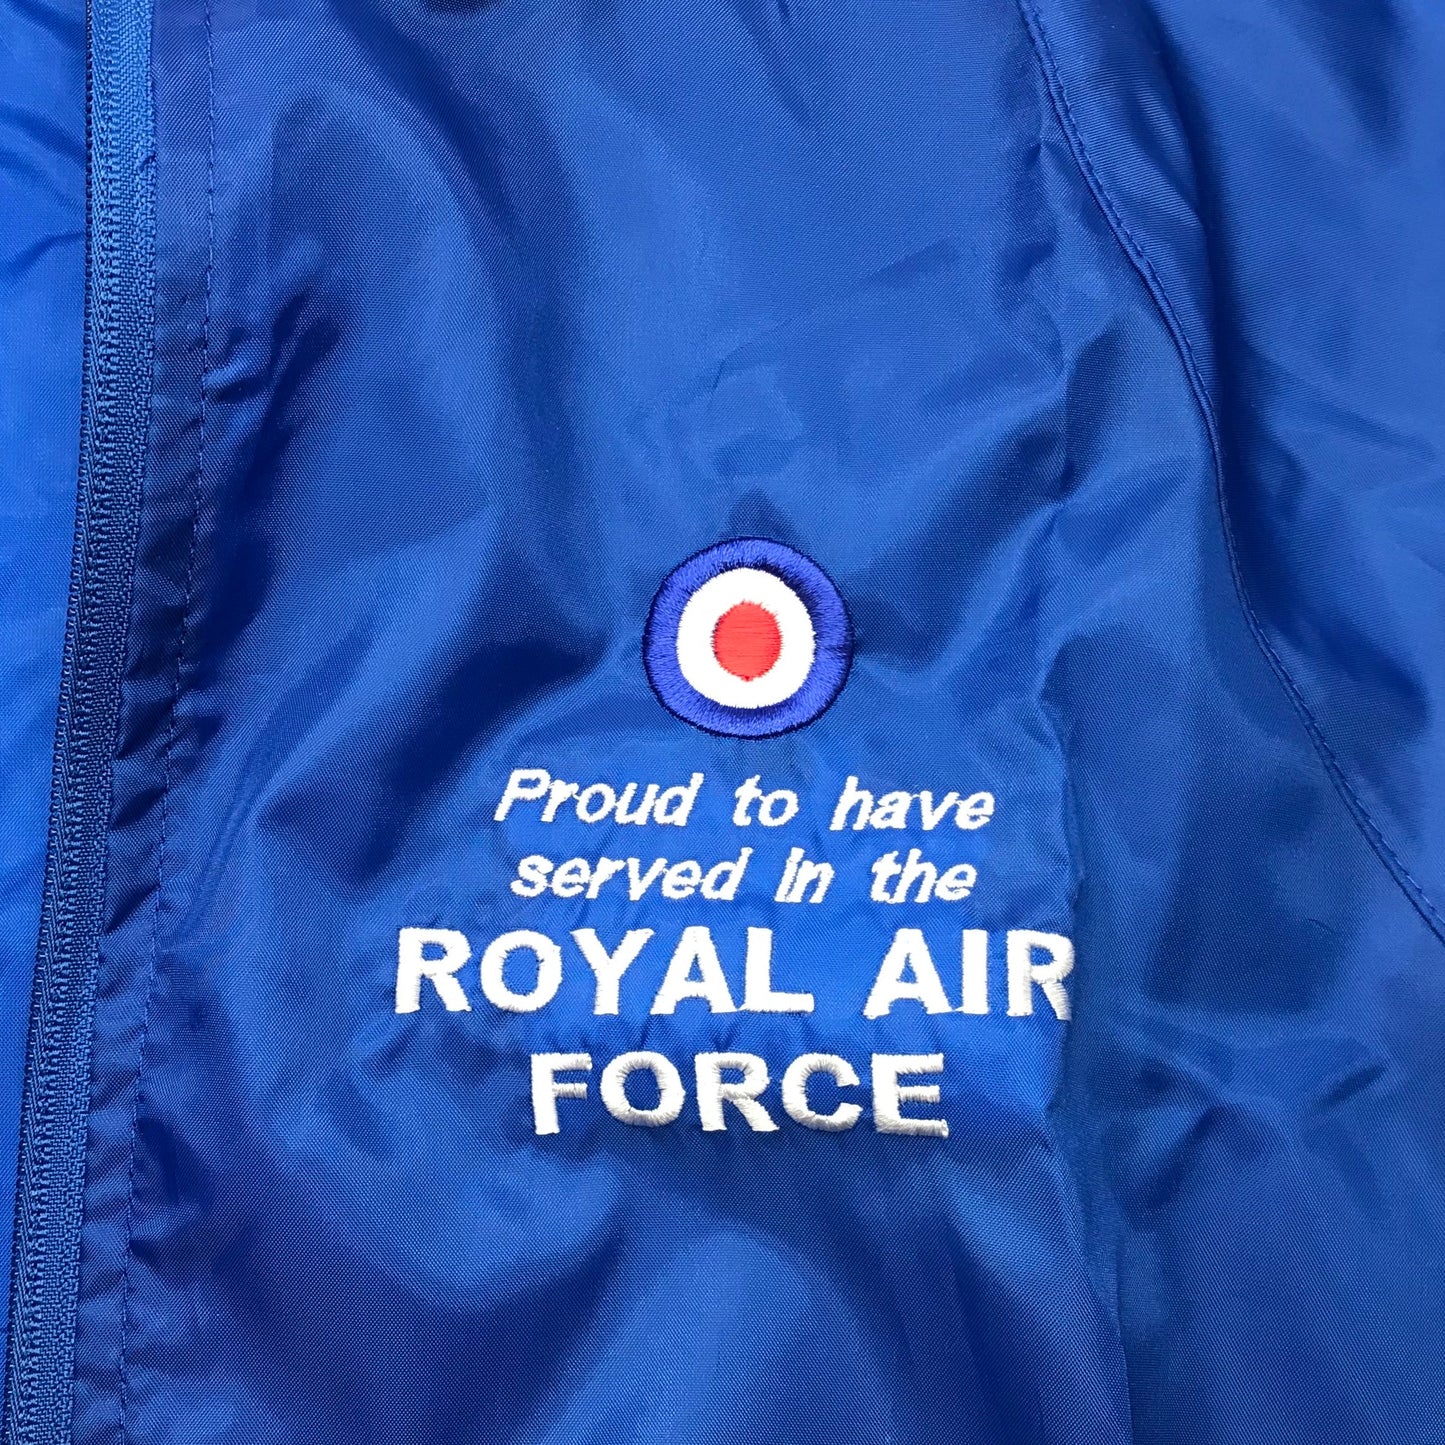 Proud to have
served in the
ROYAL AIR
FORCE